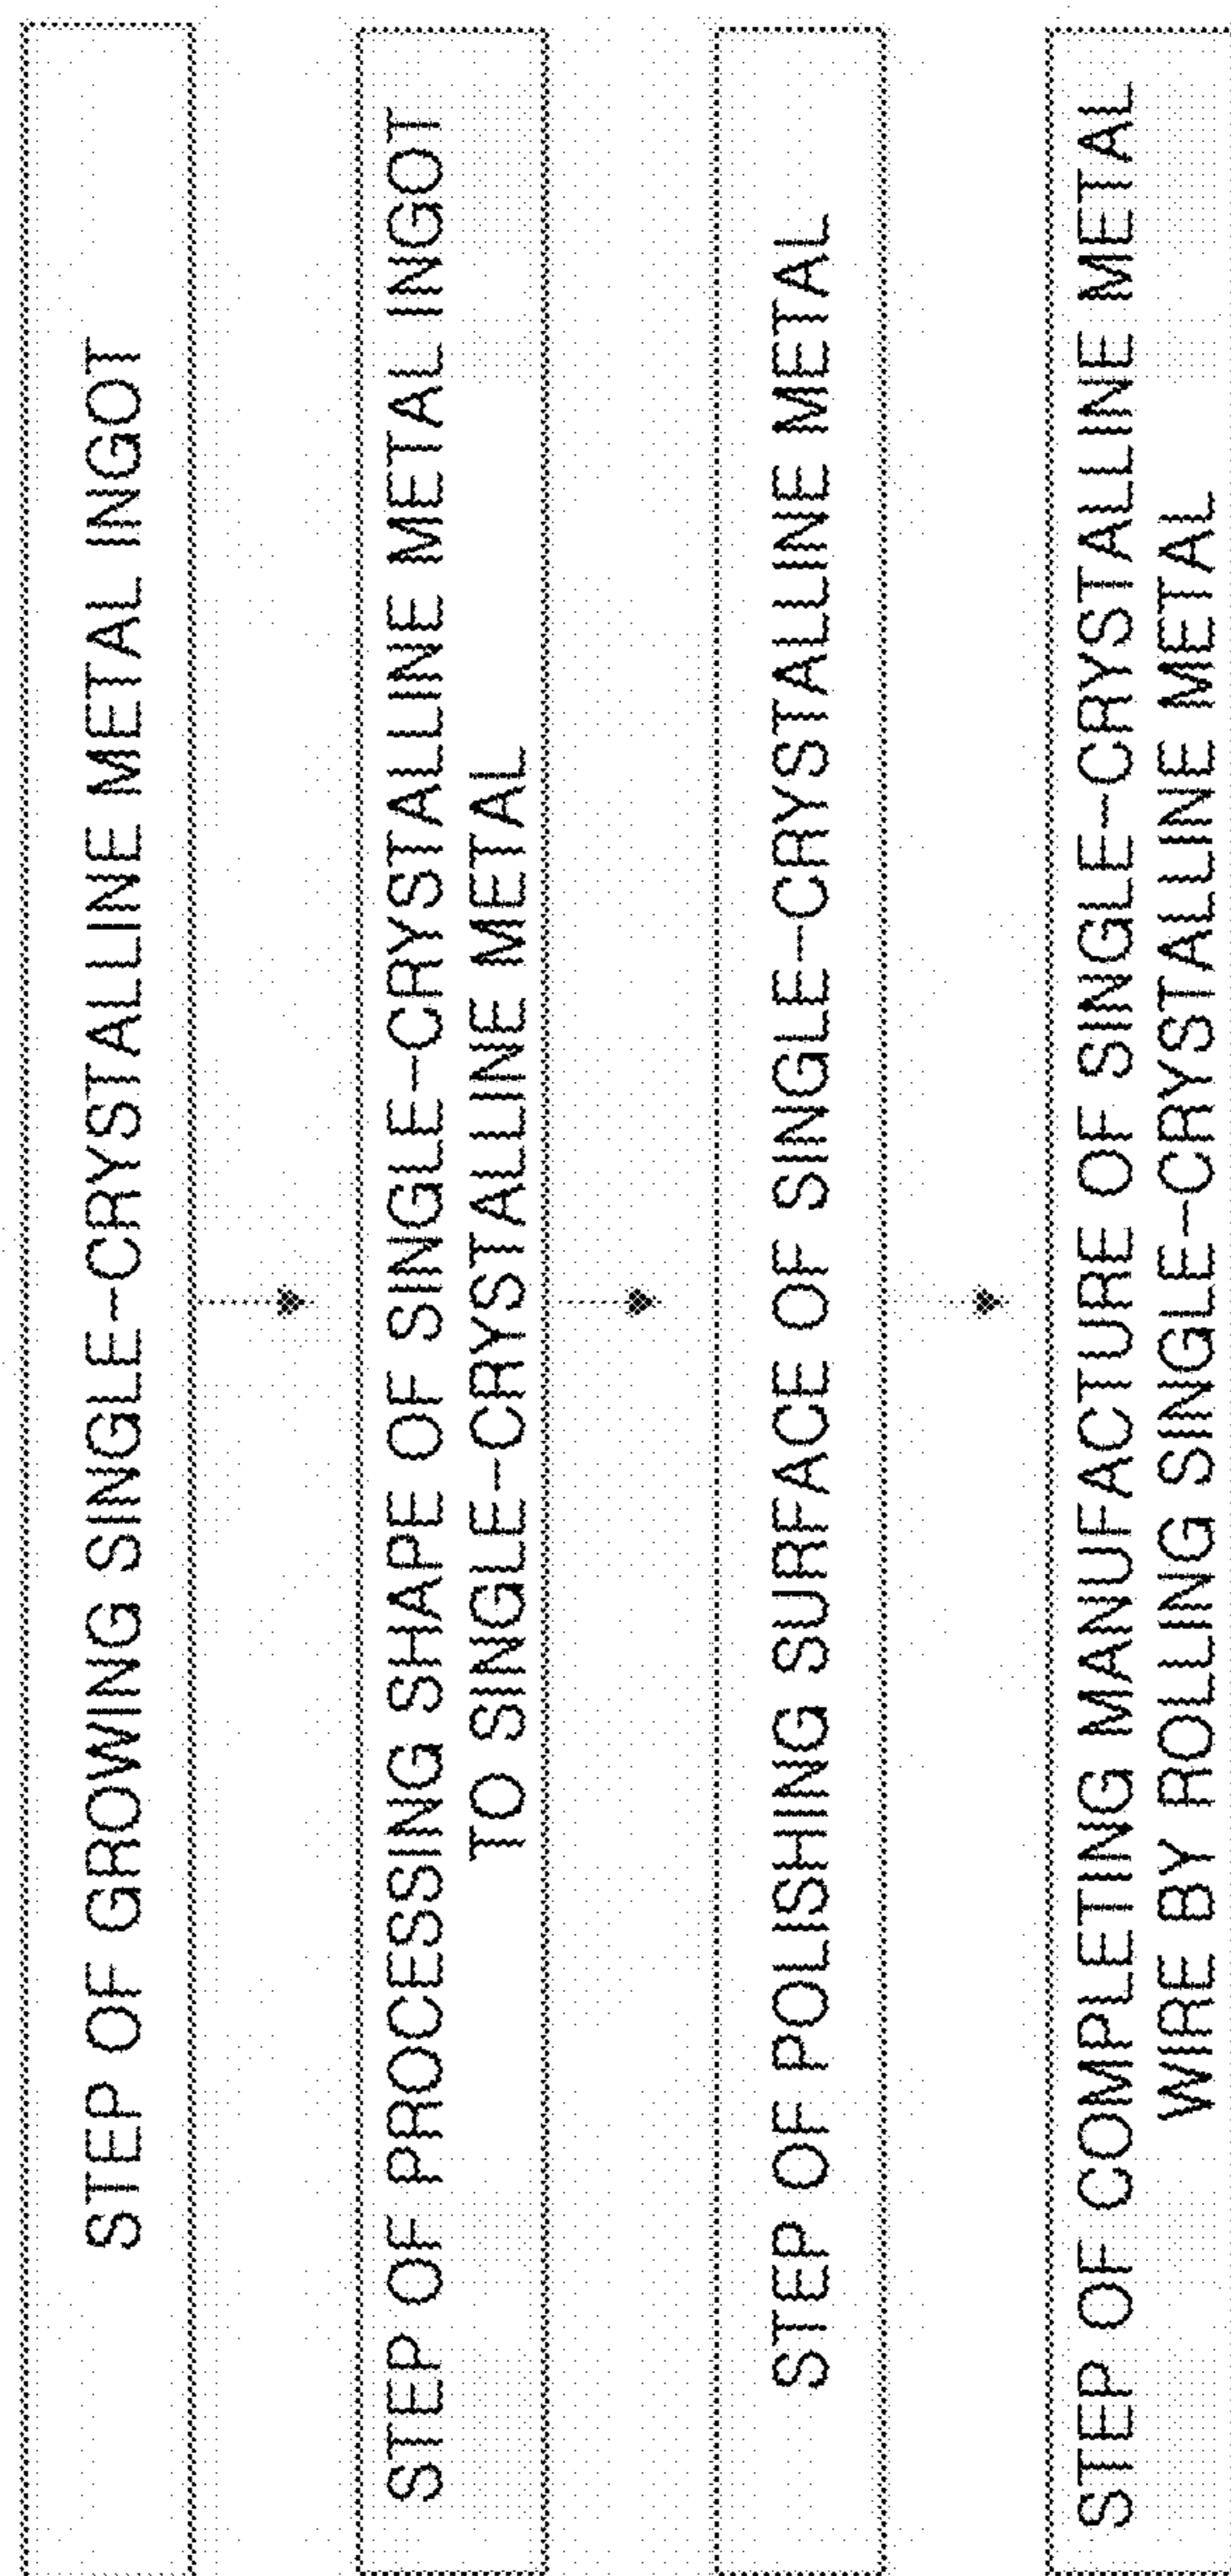 STEP OF GROWING SINGLE-CRYSTALLINE METAL INGOT
STEP OF PROCESSING SHAPE OF SINGLE-CRYSTALLINE METAL INGOT
TO SINGLE-CRYSTALLINE METAL
STEP OF POLISHING SURFACE OF SINGLE-CRYSTALLINE METAL
STEP OF COMPLETING MANUFACTURE OF SINGLE-CRYSTALLINE METAL
WIRE BY ROLLING SINGLE-CRYSTALLINE METAL